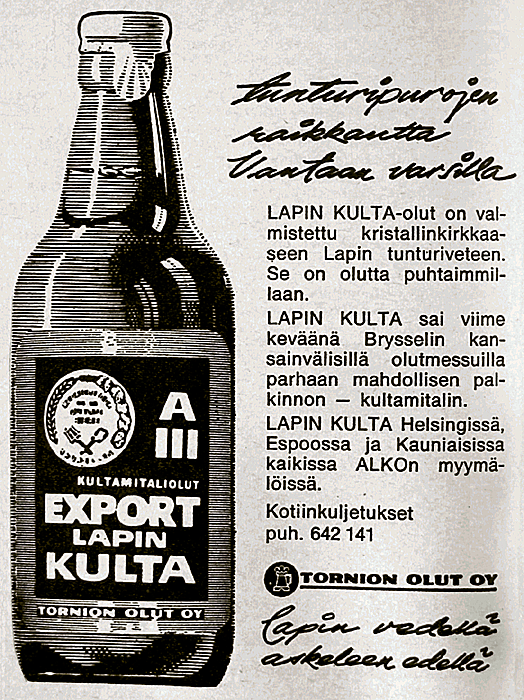 tunturipurojen
raikkautta
Vantaan varsilla
LAPIN KULTA-olut on val-
mistettu kristallinkirkkaa-
seen Lapin tunturiveteen.
Se on olutta puhtaimmil-
laan.
LAPIN KULTA sai viime
keväänä Brysselin kan-
sainvälisillä olutmessuilla
parhaan mahdollisen pal-
kinnon — kultamitalin.
LAPIN KULTA Helsingissä,
Espoossa ja Kauniaisissa
kaikissa ALKOn myymä-
löissä.
Kotiinkuljetukset
puh. 642 141
TORNION OLUT OY
Lapin vedellä
askeleen edellä
A
III
KULTAMITALIOLUT
EXPORT
LAPIN
KULTA
TORNION OLUT OY